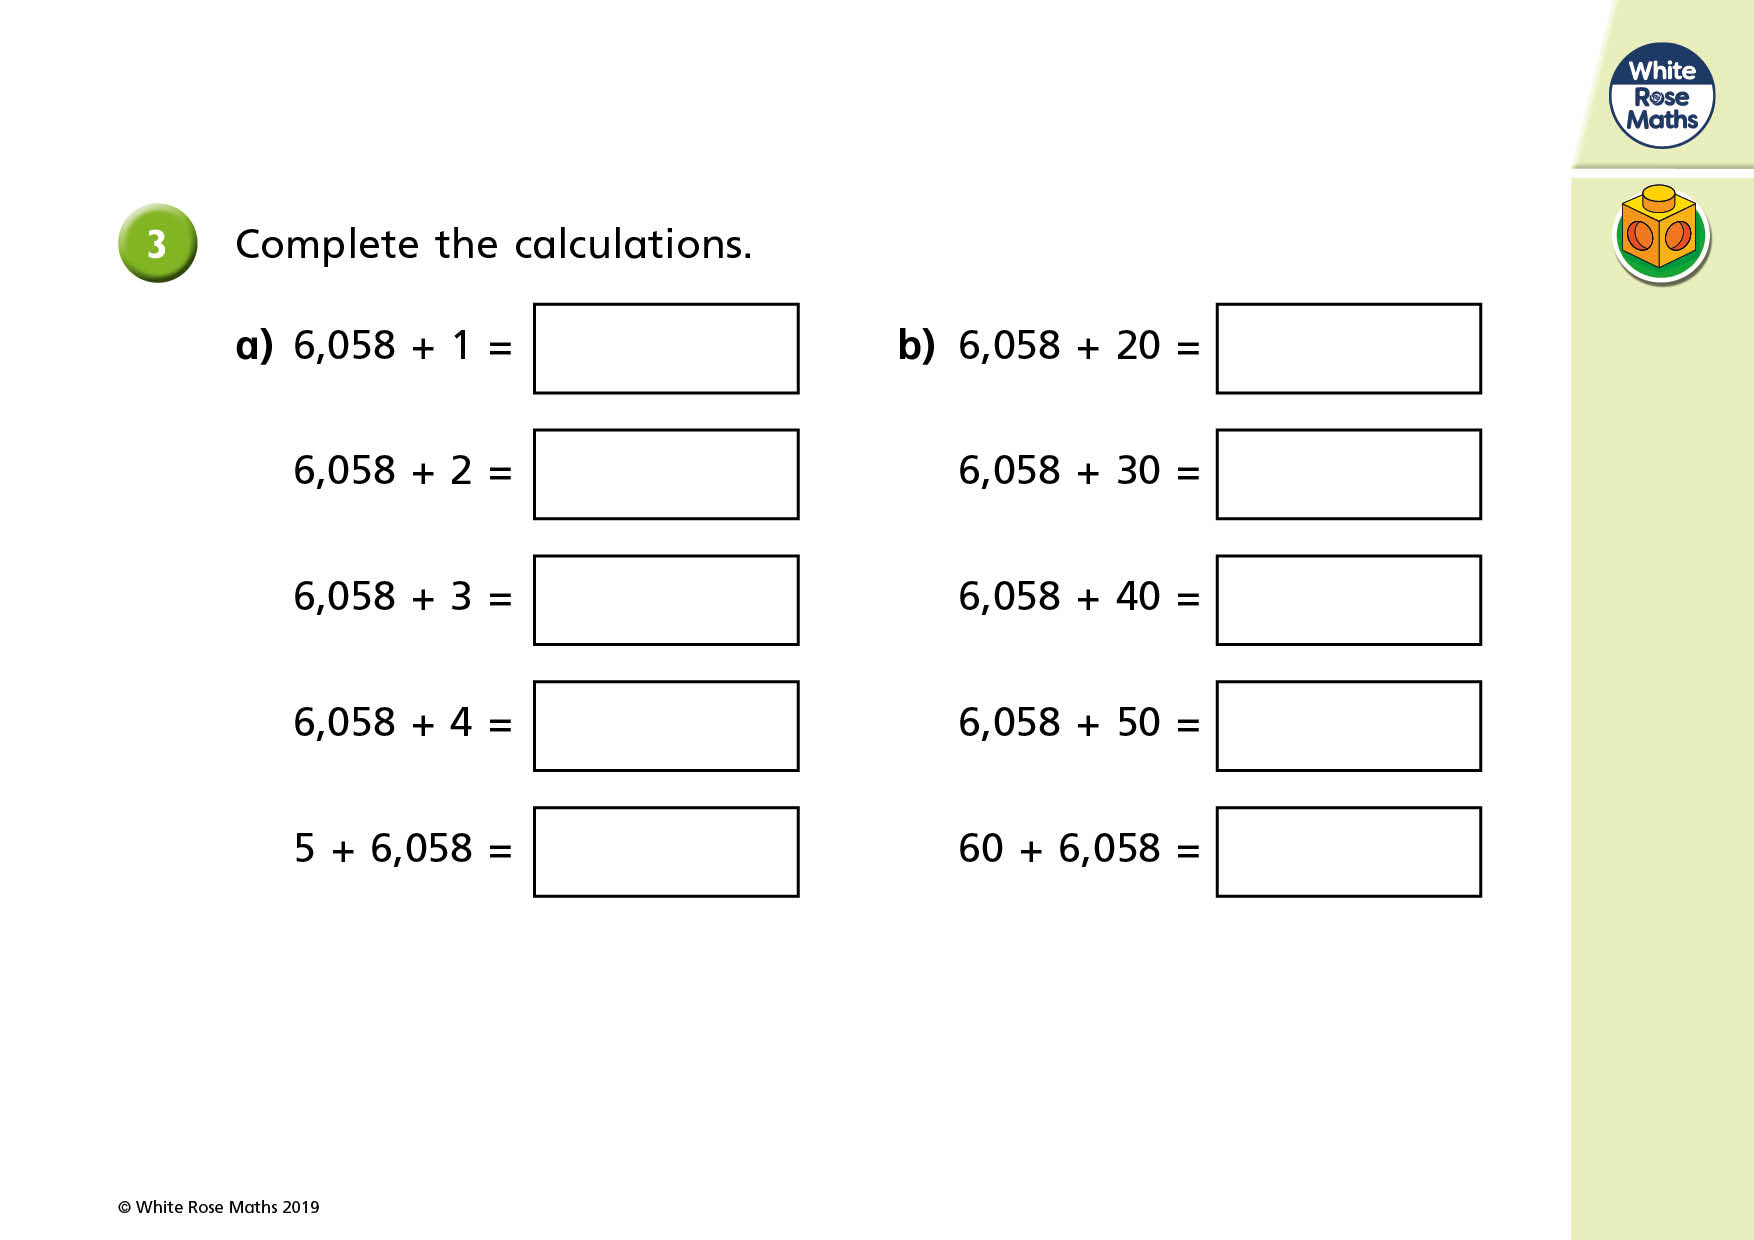 White
Rose
Maths
3 Complete the calculations.
a) 6,058 + 1 =
6,058 + 2 =
6,058 + 3 =
6,058 + 4 =
5 + 6,058 =
b) 6,058 + 20 =
6,058 + 30 =
6,058 + 40 =
6,058 + 50 =
60 + 6,058 =
© White Rose Maths 2019